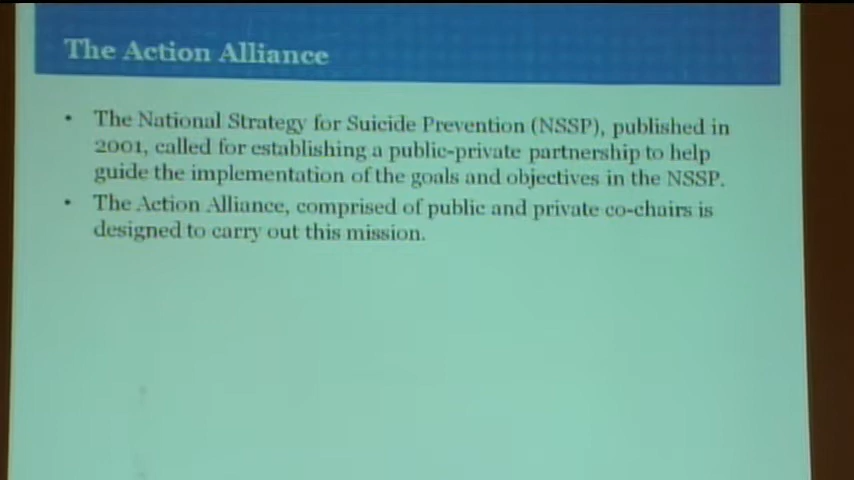 The Action Alliance
• The National Strategy for Suicide Prevention (NSSP), published in
2001, called for establishing a public-private partnership to help
guide the implementation of the goals and objectives in the NSSP.
• The Action Alliance, comprised of public and private co-chairs is
designed to carry out this mission.